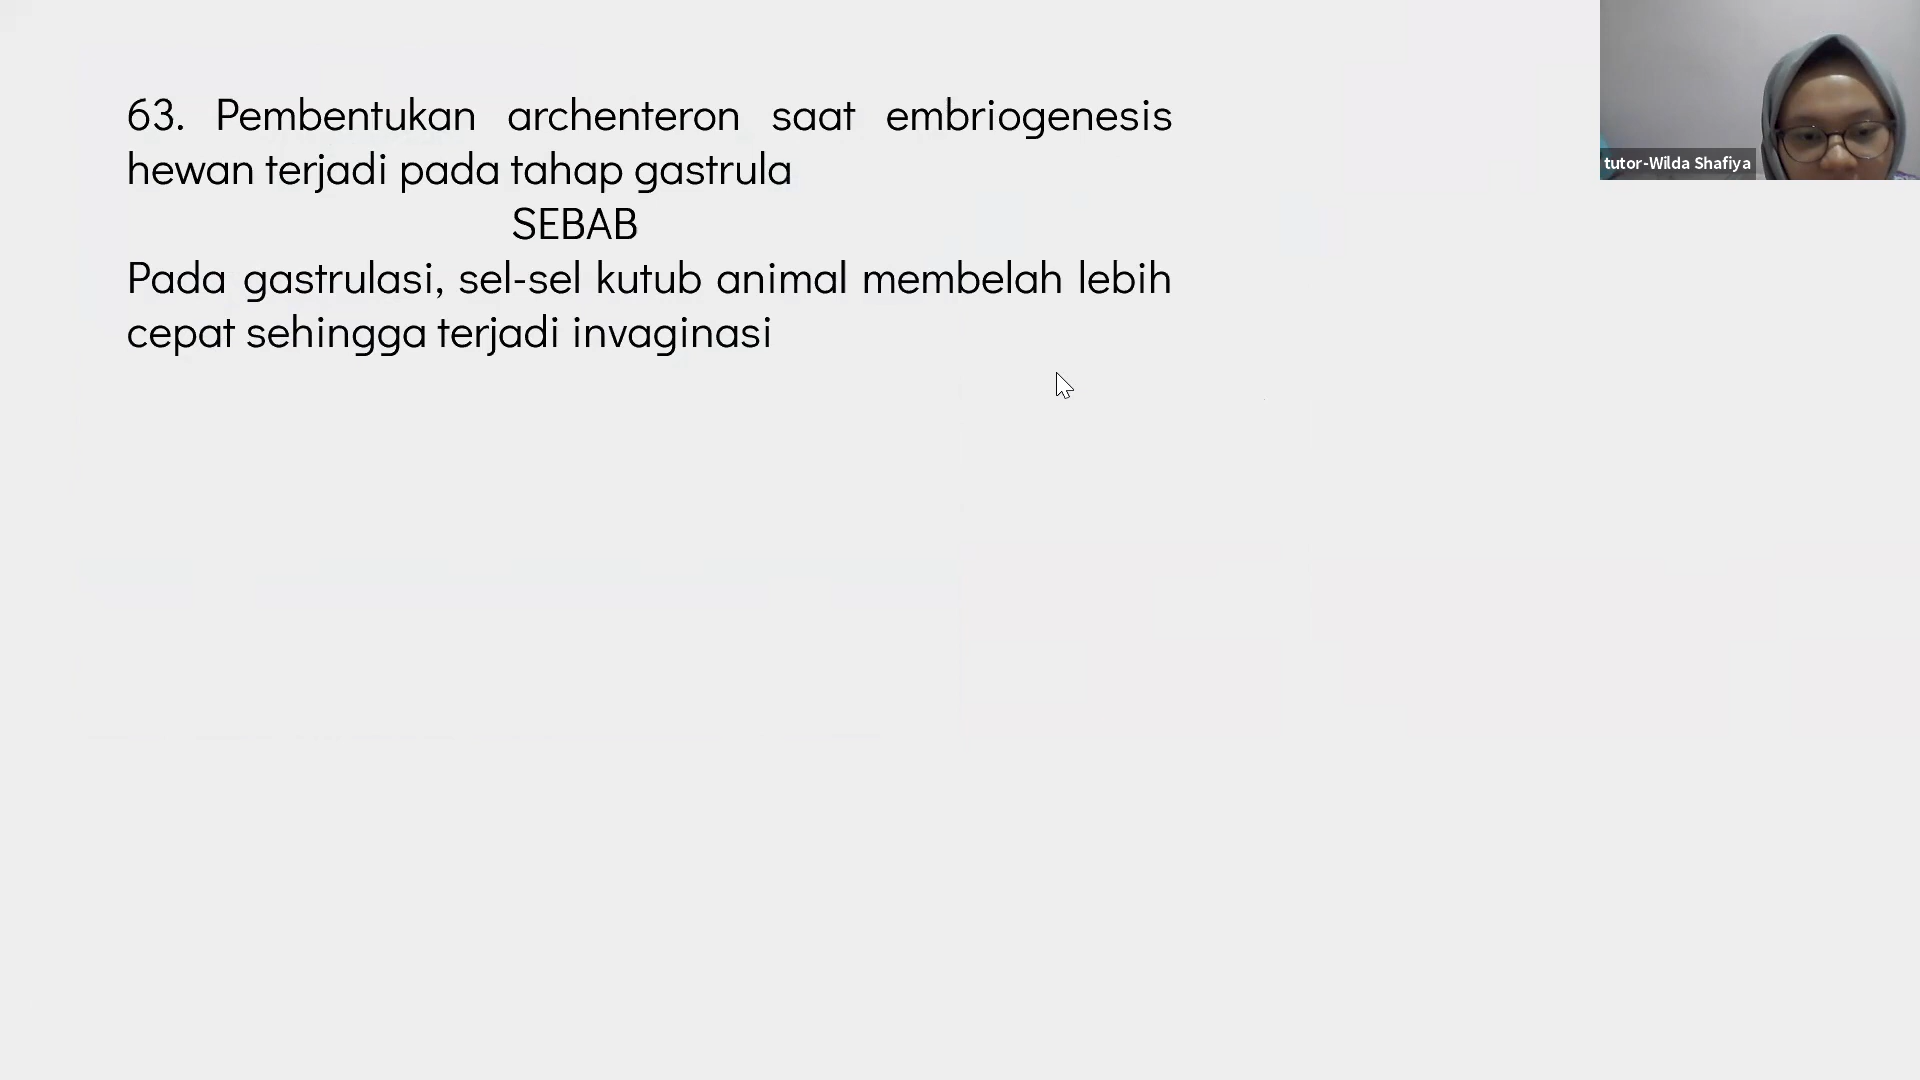 63. Pembentukan archenteron saat embriogenesis
hewan terjadi pada tahap gastrula
SEBAB
Pada gastrulasi, sel-sel kutub animal membelah lebih
cepat sehingga terjadi invaginasi
tutor-Wilda Shafiya